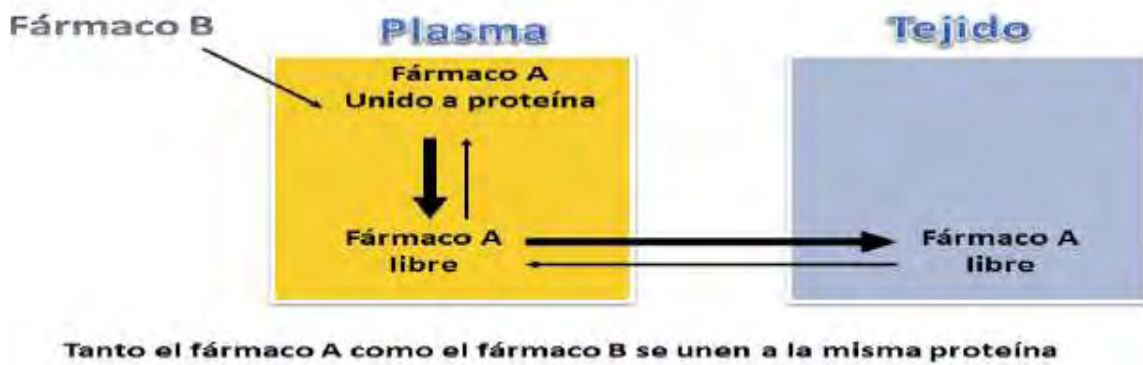 Fármaco B
Plasma
Tejido
Fármaco A
Unido a proteína
Fármaco A
libre
Fármaco A
libre
Tanto el fármaco A como el fármaco B se unen a la misma proteína